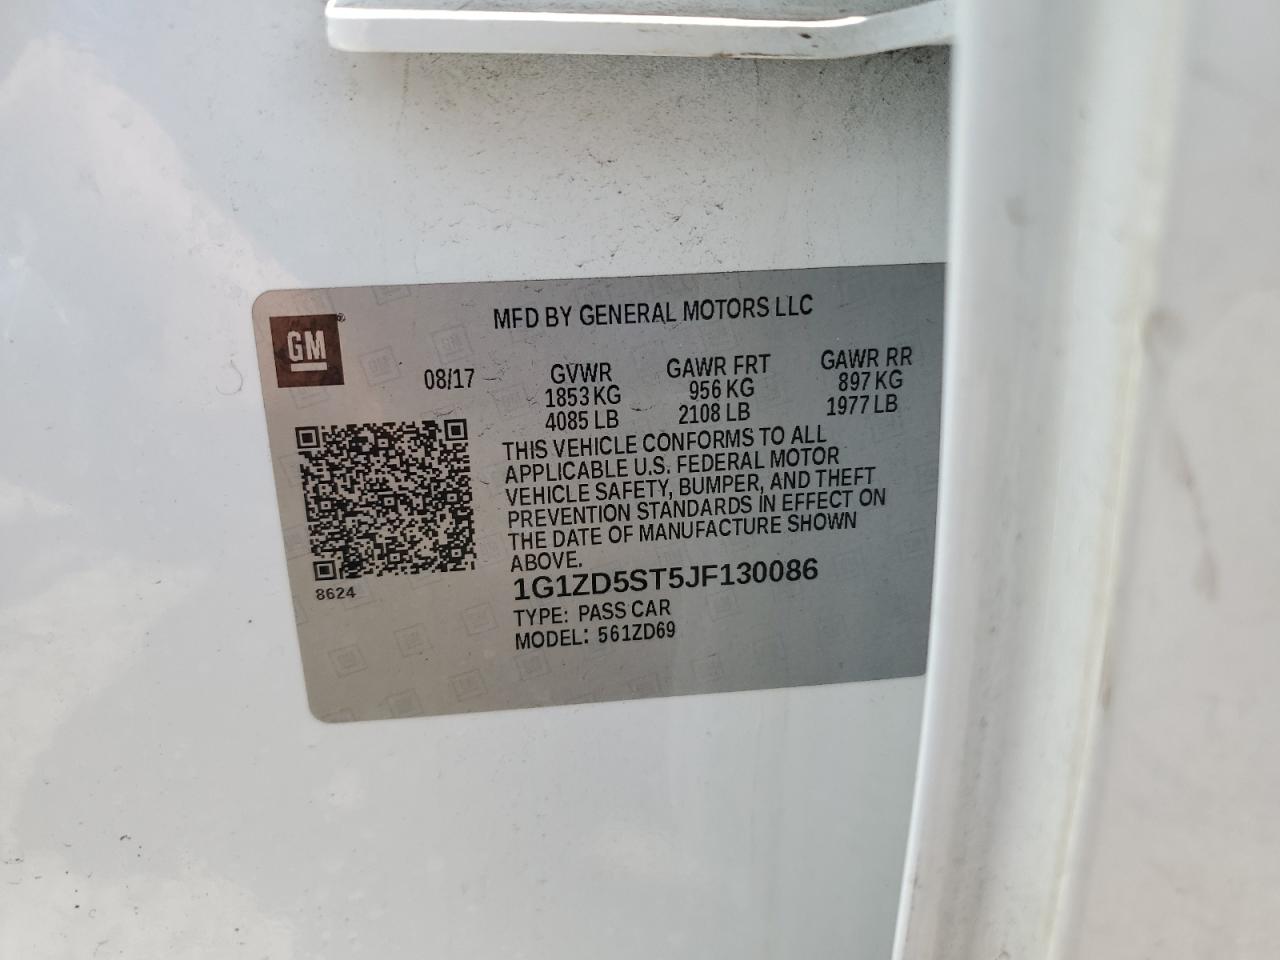 MFD BY GENERAL MOTORS LLC
GM®
08/17
GVWR GAWR FRT GAWR RR
1853 KG 956 KG 897 KG
4085 LB 2108 LB 1977 LB
THIS VEHICLE CONFORMS TO ALL
APPLICABLE U.S. FEDERAL MOTOR
VEHICLE SAFETY, BUMPER, AND THEFT
PREVENTION STANDARDS IN EFFECT ON
THE DATE OF MANUFACTURE SHOWN
ABOVE.
8624
1G1ZD5ST5JF130086
TYPE: PASS CAR
MODEL: 561ZD69